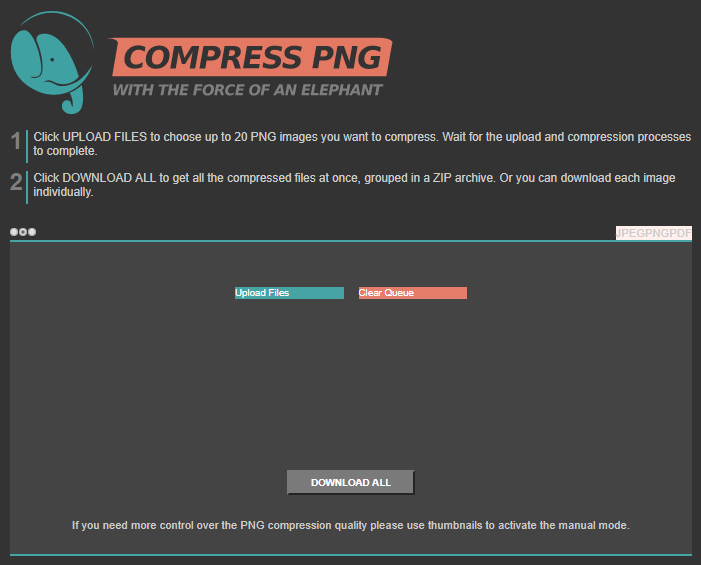 COMPRESS PNG
WITH THE FORCE OF AN ELEPHANT
1 Click UPLOAD FILES to choose up to 20 PNG images you want to compress. Wait for the upload and compression processes
to complete.
2 Click DOWNLOAD ALL to get all the compressed files at once, grouped in a ZIP archive. Or you can download each image
individually.
JPEGPNGPDF
Upload Files Clear Queue
DOWNLOAD ALL
If you need more control over the PNG compression quality please use thumbnails to activate the manual mode.